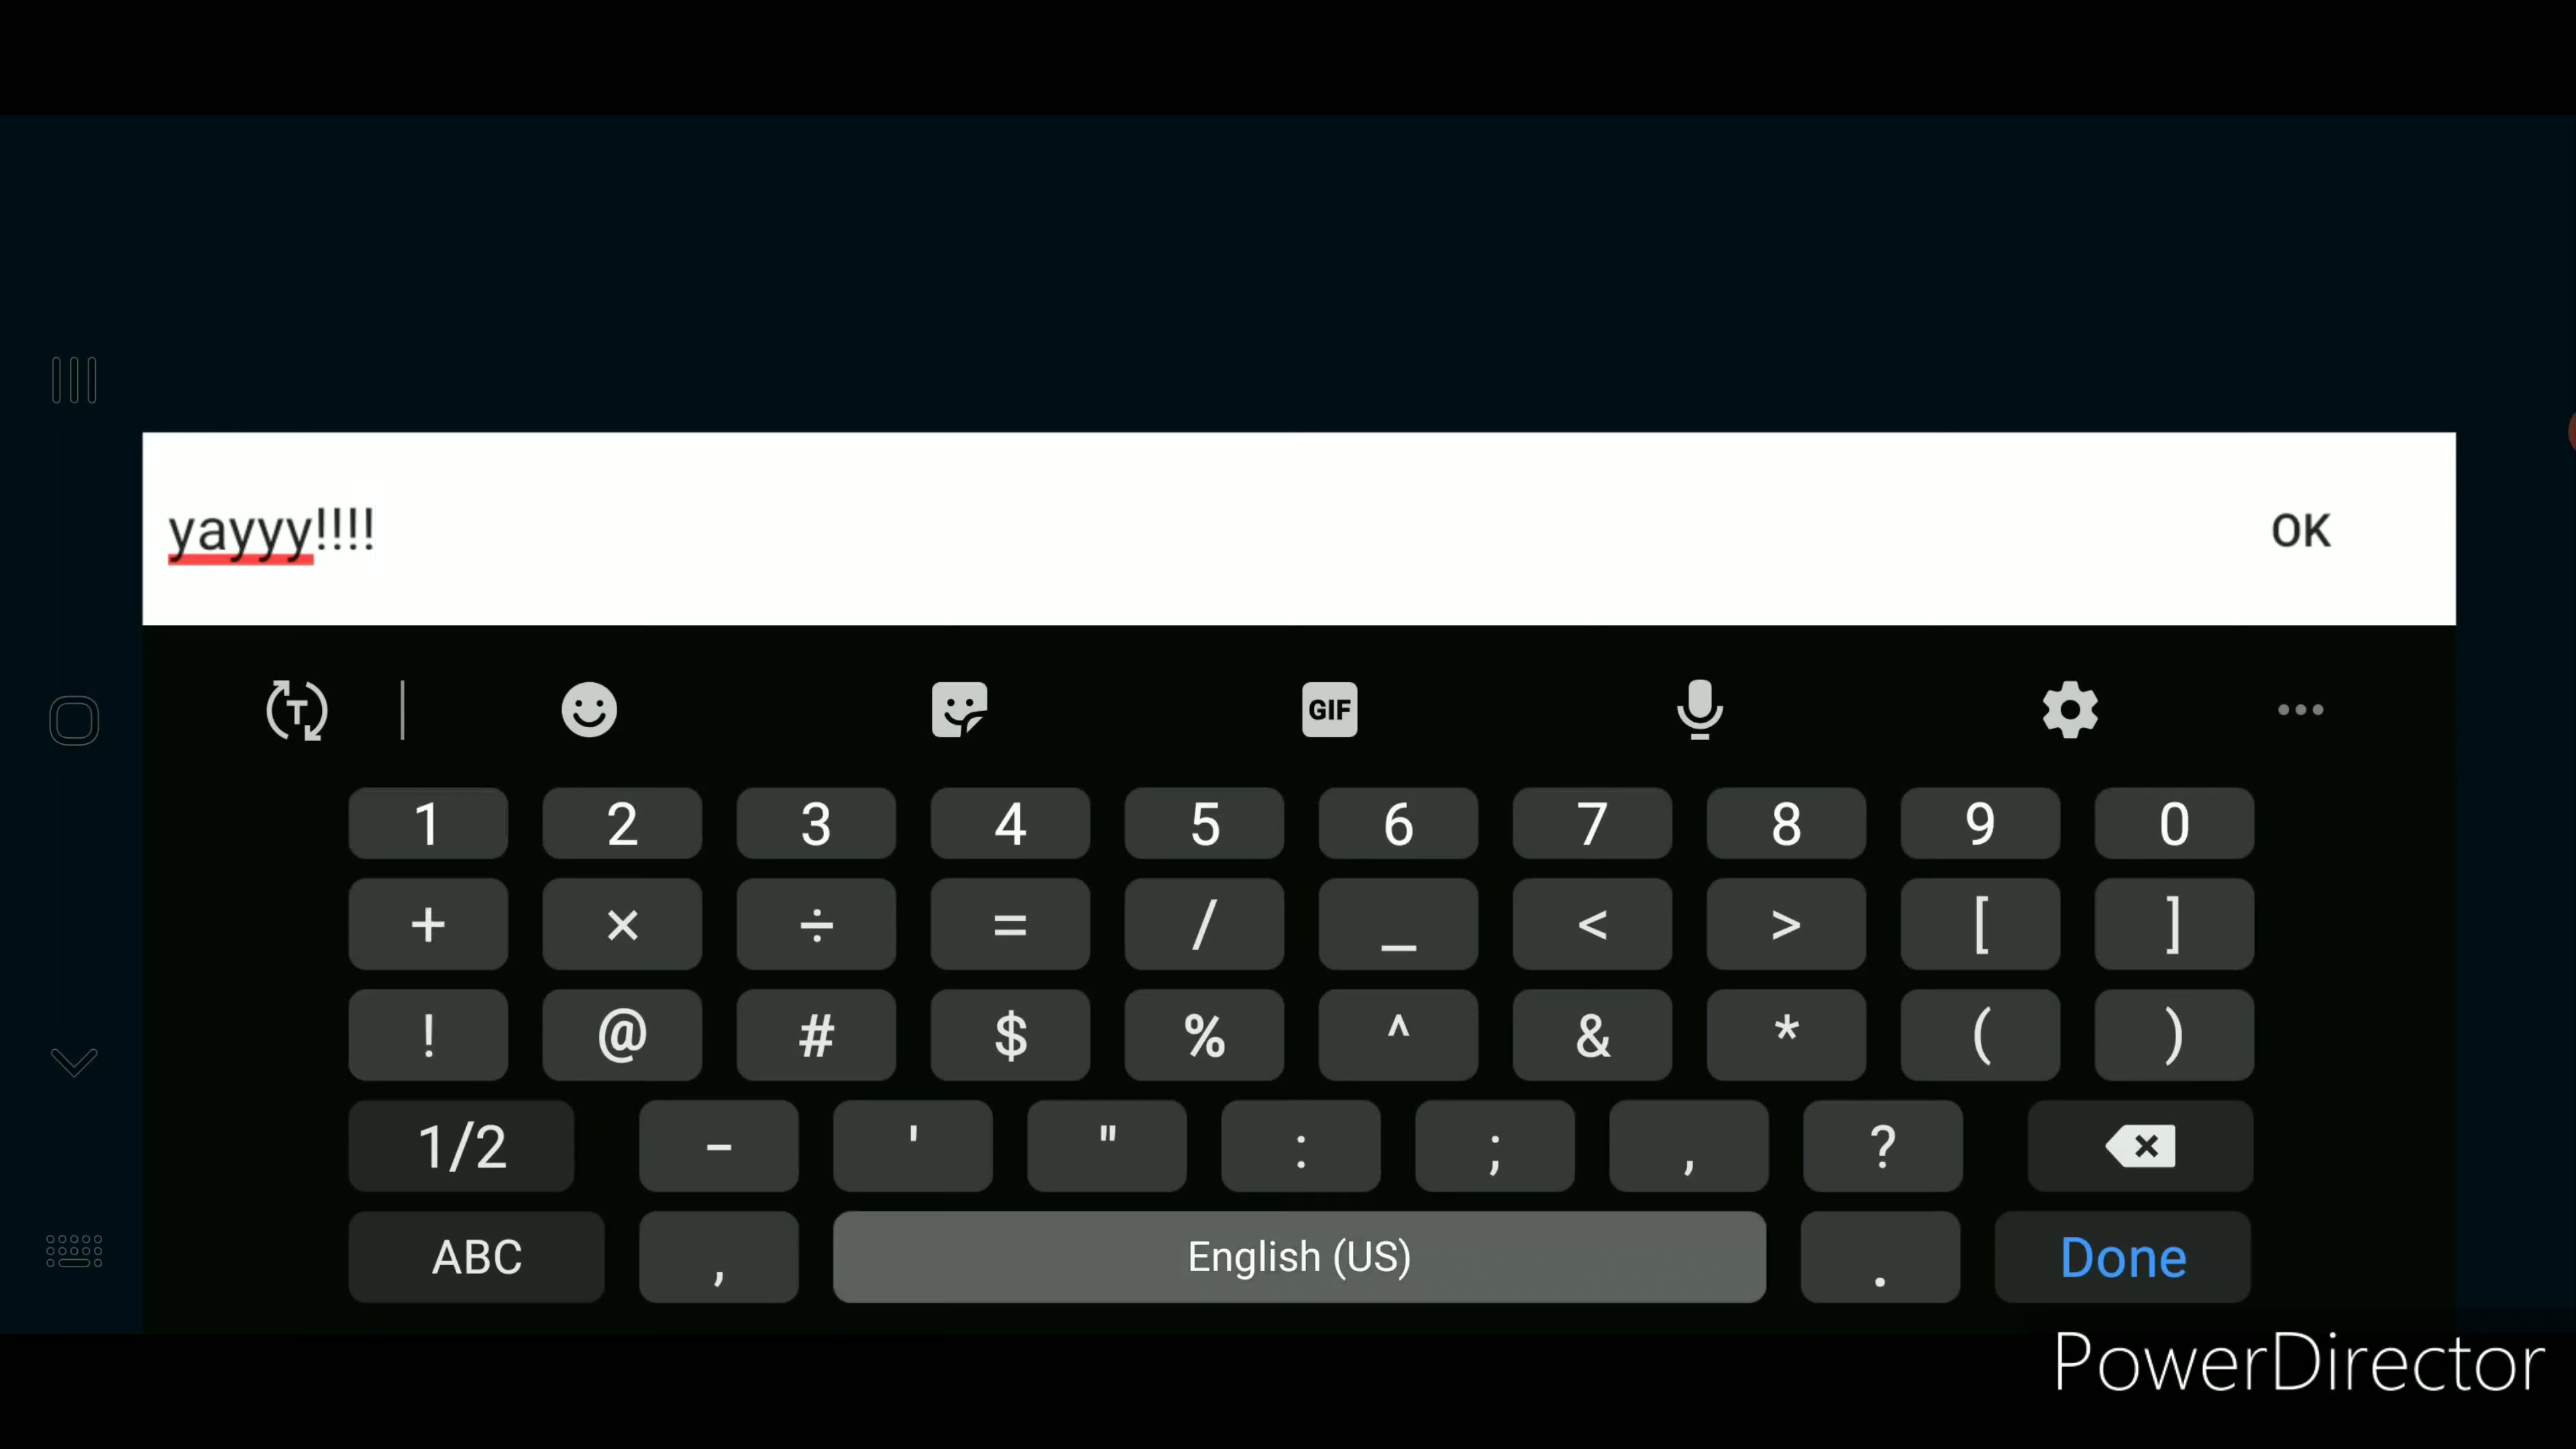 yayyy!!!! OK
T GIF
1 2 3 4 5 6 7 8 9 0
+ × ÷ = / _ < > [ ]
! @ # $ % ^ & * ( )
1/2 - ' " : ; , ?
ABC , English (US) . Done
PowerDirector